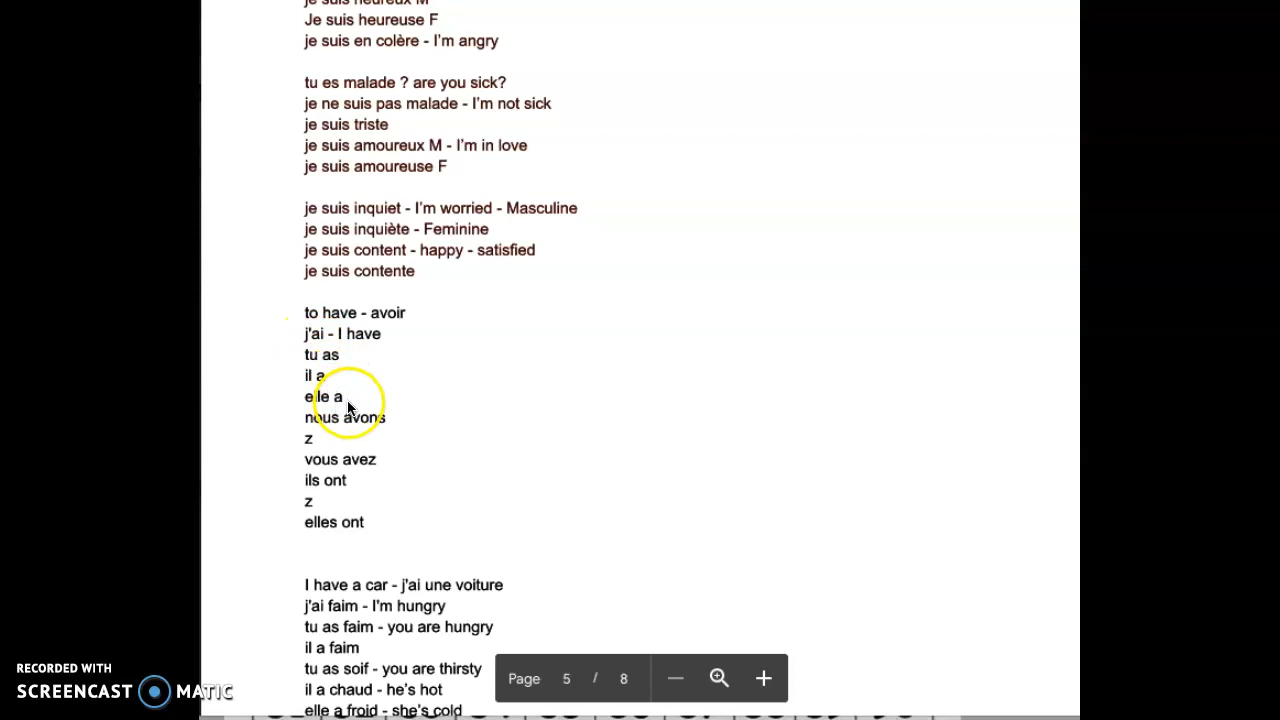 je suis heureux M
Je suis heureuse F
je suis en colère - I'm angry
tu es malade ? are you sick?
je ne suis pas malade - I'm not sick
je suis triste
je suis amoureux M - I'm in love
je suis amoureuse F
je suis inquiet - I'm worried - Masculine
je suis inquiète - Feminine
je suis content - happy - satisfied
je suis contente
to have - avoir
j'ai - I have
tu as
il a
elle a
nous avons
z
vous avez
ils ont
z
elles ont
I have a car - j'ai une voiture
j'ai faim - I'm hungry
tu as faim - you are hungry
il a faim
tu as soif - you are thirsty
il a chaud - he's hot
elle a froid - she's cold
Page 5 / 8
RECORDED WITH
SCREENCAST MATIC